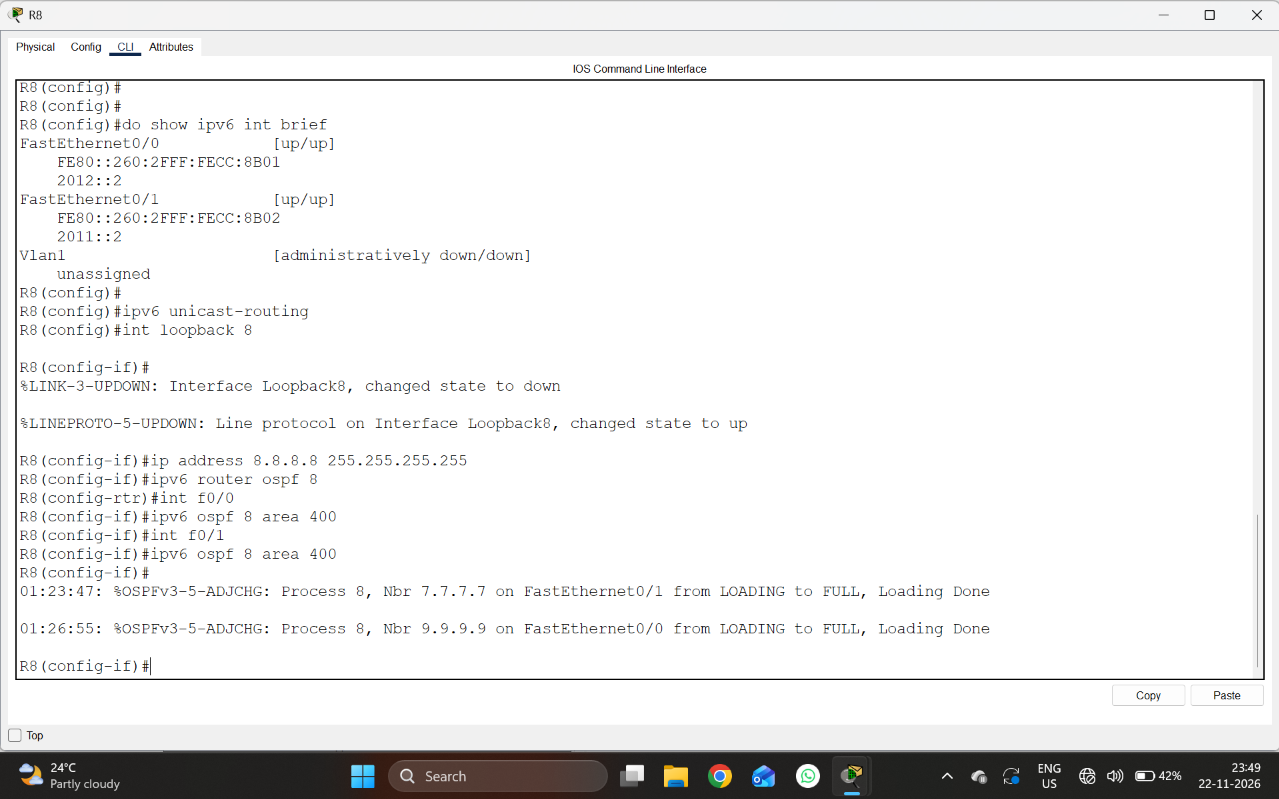 R8
Physical Config CLI Attributes
IOS Command Line Interface
R8(config)#
R8(config)#
R8(config)#do show ipv6 int brief
FastEthernet0/0 [up/up]
FE80::260:2FFF:FECC:8B01
2012::2
FastEthernet0/1 [up/up]
FE80::260:2FFF:FECC:8B02
2011::2
Vlan1 [administratively down/down]
unassigned
R8(config)#
R8(config)#ipv6 unicast-routing
R8(config)#int loopback 8
R8(config-if)#
%LINK-3-UPDOWN: Interface Loopback8, changed state to down
%LINEPROTO-5-UPDOWN: Line protocol on Interface Loopback8, changed state to up
R8(config-if)#ip address 8.8.8.8 255.255.255.255
R8(config-if)#ipv6 router ospf 8
R8(config-rtr)#int f0/0
R8(config-if)#ipv6 ospf 8 area 400
R8(config-if)#int f0/1
R8(config-if)#ipv6 ospf 8 area 400
R8(config-if)#
01:23:47: %OSPFv3-5-ADJCHG: Process 8, Nbr 7.7.7.7 on FastEthernet0/1 from LOADING to FULL, Loading Done
01:26:55: %OSPFv3-5-ADJCHG: Process 8, Nbr 9.9.9.9 on FastEthernet0/0 from LOADING to FULL, Loading Done
R8(config-if)#
Copy Paste
Top
24°C
Partly cloudy
Search
ENG
US
42%
23:49
22-11-2026